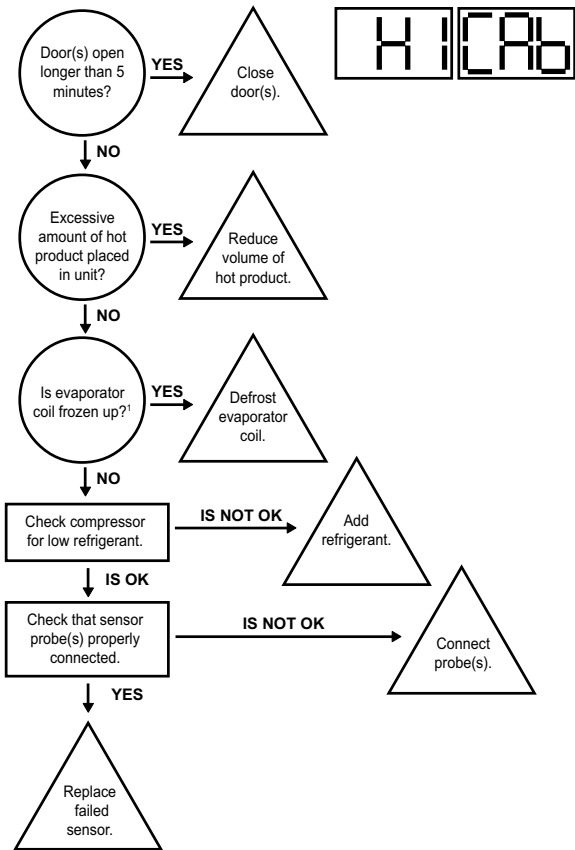 Door(s) open
longer than 5
minutes?
YES
Close
door(s).
HI CAb
NO
Excessive
amount of hot
product placed
in unit?
YES
Reduce
volume of
hot product.
NO
Is evaporator
coil frozen up?¹
YES
Defrost
evaporator
coil.
NO
Check compressor
for low refrigerant.
IS NOT OK
Add
refrigerant.
IS OK
Check that sensor
probe(s) properly
connected.
IS NOT OK
Connect
probe(s).
YES
Replace
failed
sensor.